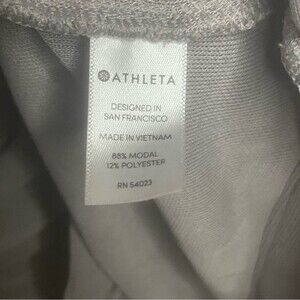 ATHLETA
DESIGNED IN
SAN FRANCISCO
MADE IN VIETNAM
88% MODAL
12% POLYESTER
RN 54023